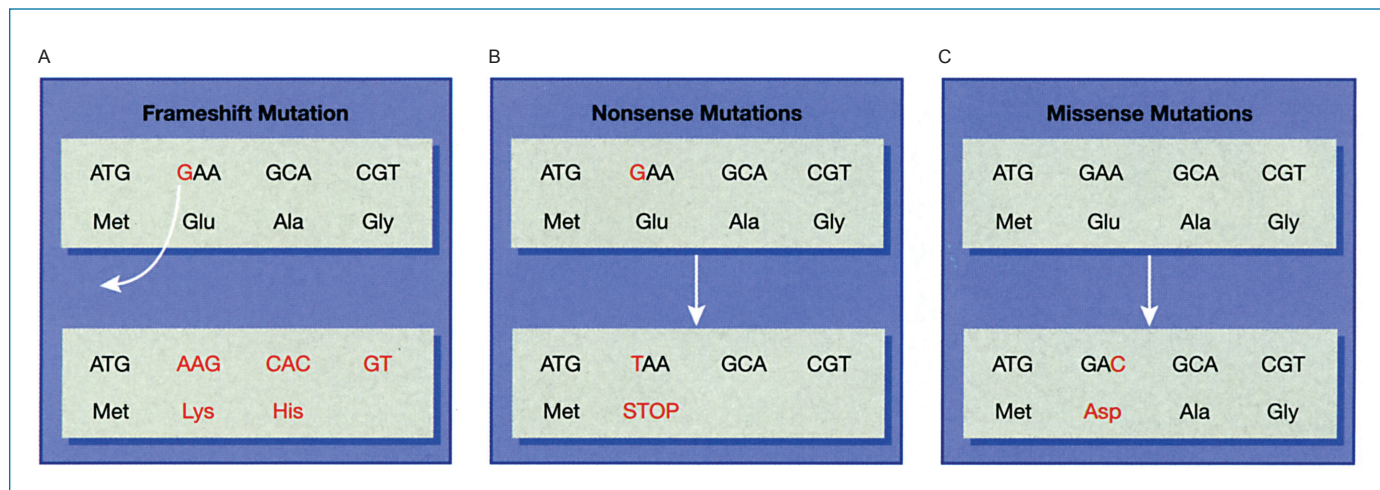 A
Frameshift Mutation
ATG GAA GCA CGT
Met Glu Ala Gly
ATG AAG CAC GT
Met Lys His
B
Nonsense Mutations
ATG GAA GCA CGT
Met Glu Ala Gly
ATG TAA GCA CGT
Met STOP
C
Missense Mutations
ATG GAA GCA CGT
Met Glu Ala Gly
ATG GAC GCA CGT
Met Asp Ala Gly